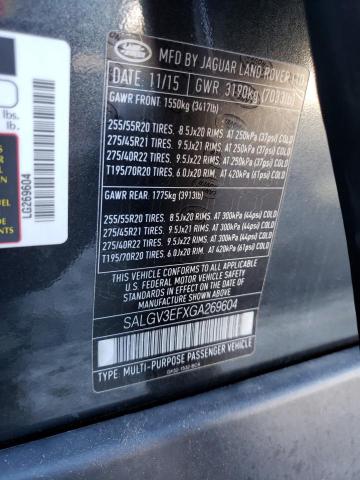 LAND ROVER
MFD BY JAGUAR LAND ROVER LTD
DATE 11/15 GWR 3190kg (7033lb)
GAWR FRONT: 1550kg (3417lb)
255/55R20 TIRES. 8.5Jx20 RIMS. AT 250kPA (37psi) COLD
275/45R21 TIRES. 9.5Jx21 RIMS. AT 250kPA (37psi) COLD
275/40R22 TIRES. 9.5Jx22 RIMS. AT 250kPA (37psi) COLD
T195/70R20 TIRES. 6.0Jx20 RIMS. AT 420kPA (61psi) COLD
GAWR REAR: 1775kg (3913lb)
255/55R20 TIRES. 8.5Jx20 RIMS. AT 300kPA (44psi) COLD
275/45R21 TIRES. 9.5Jx21 RIMS. AT 300kPA (44psi) COLD
275/40R22 TIRES. 9.5Jx22 RIMS. AT 300kPA (44psi) COLD
T195/70R20 TIRES. 6.0Jx20 RIMS. AT 420kPA (61psi) COLD
THIS VEHICLE CONFORMS TO ALL APPLICABLE
U.S. FEDERAL MOTOR VEHICLE SAFETY
STANDARDS IN EFFECT ON THE DATE OF
MANUFACTURE SHOWN ABOVE.
SALGV3EFXGA269604
TYPE: MULTI-PURPOSE PASSENGER VEHICLE
lbs.
lb.
LG269604